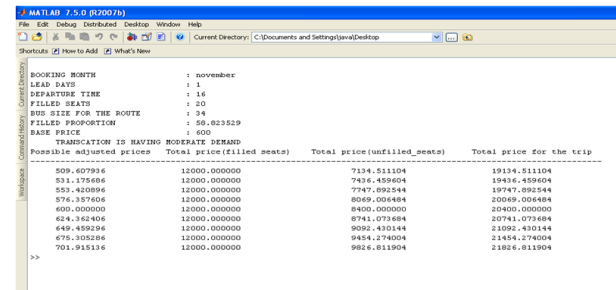 MATLAB 7.5.0 (R2007b)
File Edit Debug Distributed Desktop Window Help
Current Directory: C:\Documents and Settings\java\Desktop
Shortcuts How to Add What's New
Current Directory
Command History
Workspace
BOOKING MONTH : november
LEAD DAYS : 1
DEPARTURE TIME : 16
FILLED SEATS : 20
BUS SIZE FOR THE ROUTE : 34
FILLED PROPORTION : 58.823529
BASE PRICE : 600
TRANSCATION IS HAVING MODERATE DEMAND
Possible adjusted prices Total price(filled seats) Total price(unfilled_seats) Total price for the trip
509.607936 12000.000000 7134.511104 19134.511104
531.175686 12000.000000 7436.459604 19436.459604
553.420896 12000.000000 7747.892544 19747.892544
576.357606 12000.000000 8069.006484 20069.006484
600.000000 12000.000000 8400.000000 20400.000000
624.362406 12000.000000 8741.073684 20741.073684
649.459296 12000.000000 9092.430144 21092.430144
675.305286 12000.000000 9454.274004 21454.274004
701.915136 12000.000000 9826.811904 21826.811904
>>